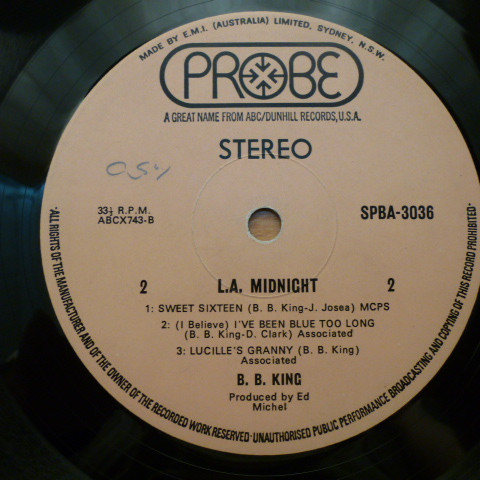 MADE BY E.M.I. (AUSTRALIA) LIMITED, SYDNEY, N.S.W.
PROBE
A GREAT NAME FROM ABC/DUNHILL RECORDS, U.S.A.
STEREO
33⅓ R.P.M.
ABCX743-B
SPBA-3036
2 L.A. MIDNIGHT 2
1: SWEET SIXTEEN (B. B. King-J. Josea) MCPS
2: (I Believe) I'VE BEEN BLUE TOO LONG
(B. B. King-D. Clark) Associated
3: LUCILLE'S GRANNY (B. B. King)
Associated
B. B. KING
Produced by Ed
Michel
·ALL RIGHTS OF THE MANUFACTURER AND OF THE OWNER OF THE RECORDED WORK RESERVED·UNAUTHORISED PUBLIC PERFORMANCE BROADCASTING AND COPYING OF THIS RECORD PROHIBITED·